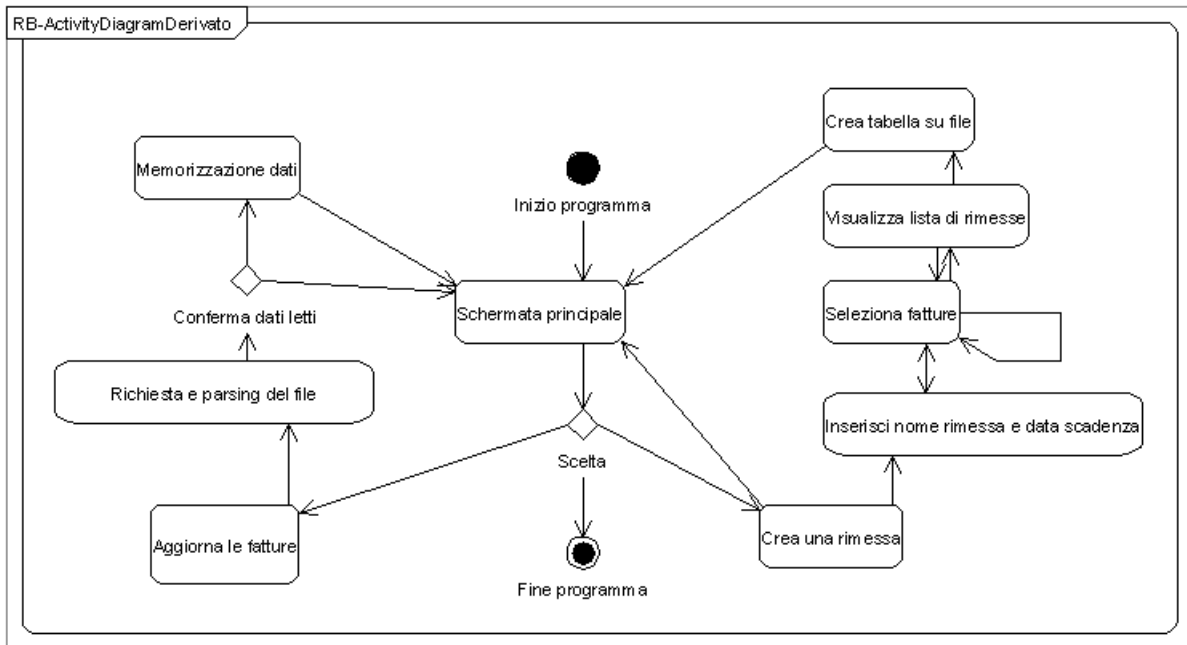 RB-ActivityDiagramDerivato
Crea tabella su file
Memorizzazione dati
Inizio programma
Visualizza lista di rimesse
Conferma dati letti
Schermata principale
Seleziona fatture
Richiesta e parsing del file
Inserisci nome rimessa e data scadenza
Scelta
Aggiorna le fatture
Crea una rimessa
Fine programma